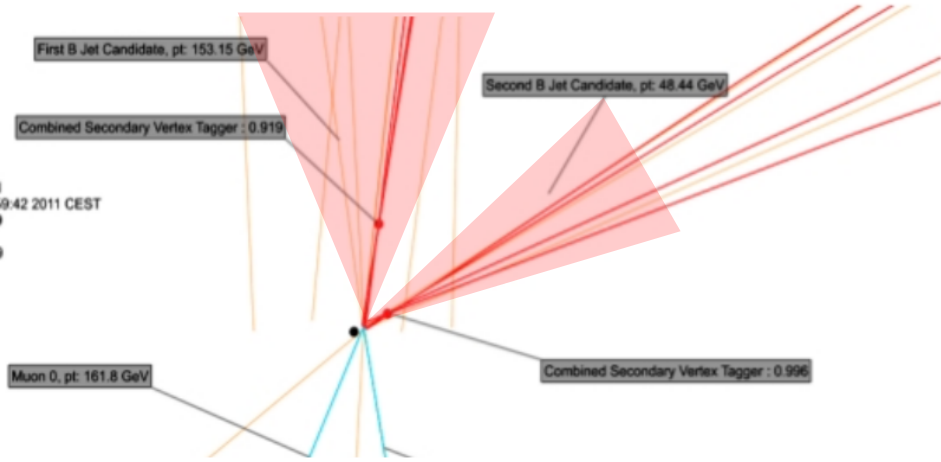 First B Jet Candidate, pt: 153.15 GeV
Second B Jet Candidate, pt: 48.44 GeV
Combined Secondary Vertex Tagger : 0.919
9:42 2011 CEST
Muon 0, pt: 161.8 GeV
Combined Secondary Vertex Tagger : 0.996